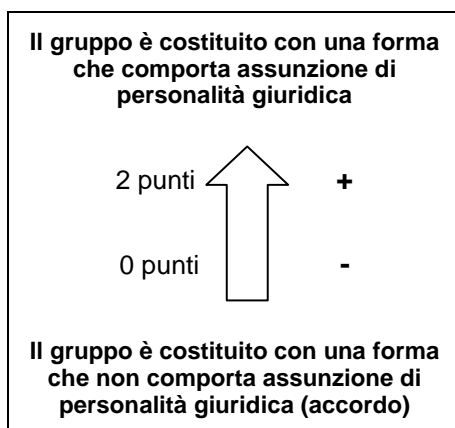 Il gruppo è costituito con una forma
che comporta assunzione di
personalità giuridica
2 punti +
0 punti -
Il gruppo è costituito con una forma
che non comporta assunzione di
personalità giuridica (accordo)